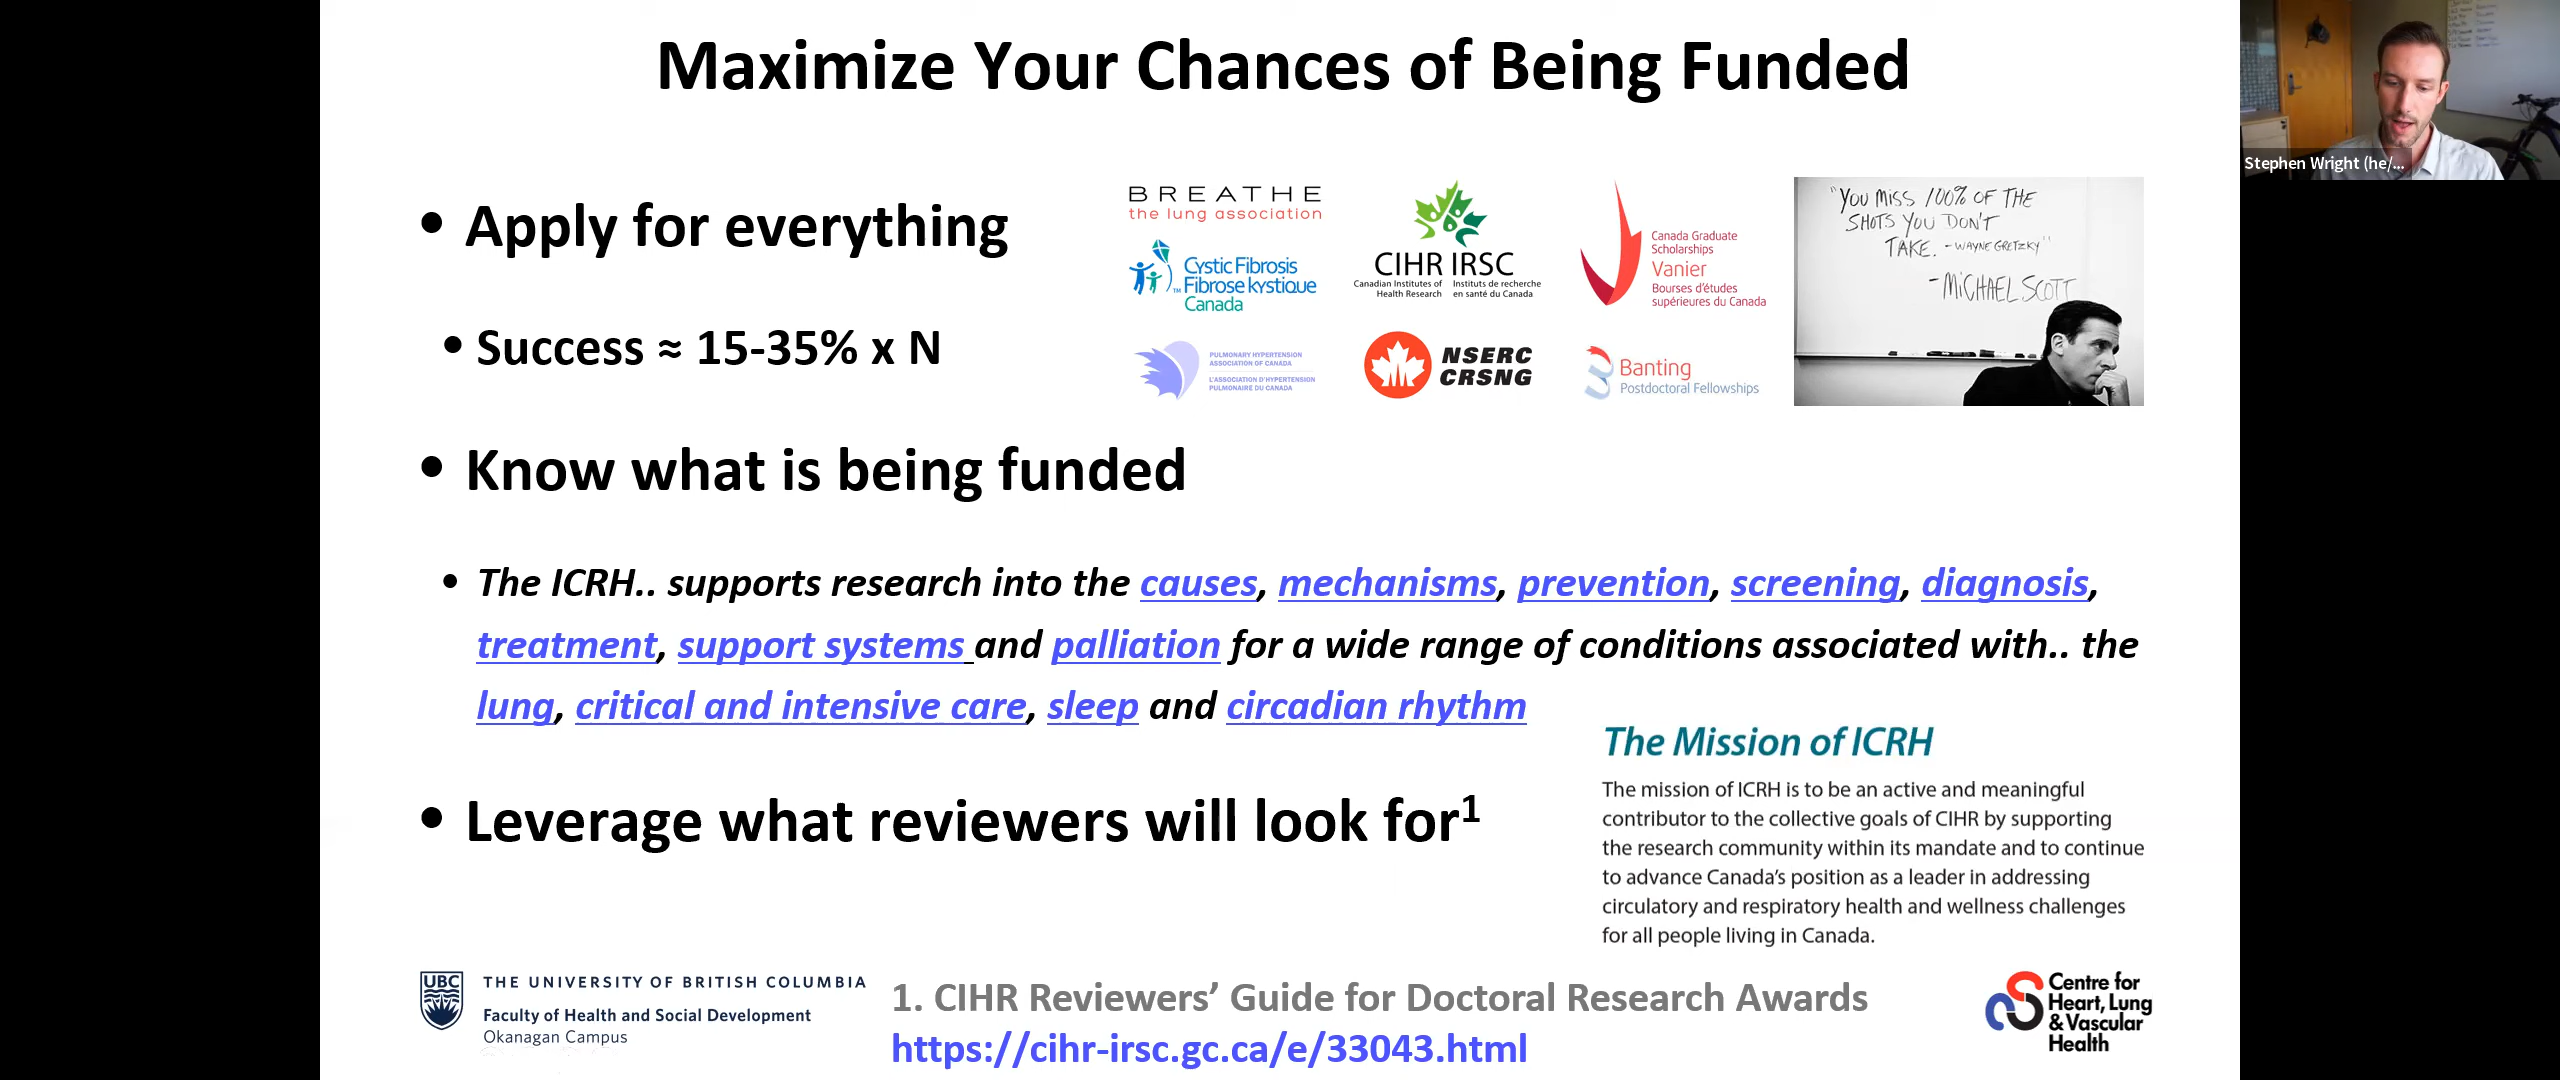 Maximize Your Chances of Being Funded
Stephen Wright (he/...
• Apply for everything
BREATHE
the lung association
Cystic Fibrosis
Fibrose kystique
Canada
CIHR IRSC
Canadian Institutes of
Health Research
Instituts de recherche
en santé du Canada
Canada Graduate
Scholarships
Vanier
Bourses d'études
supérieures du Canada
"YOU MISS 100% OF THE
SHOTS YOU DON'T
TAKE. - WAYNE GRETZKY"
- MICHAEL SCOTT
• Success ≈ 15-35% x N
PULMONARY HYPERTENSION
ASSOCIATION OF CANADA
L'ASSOCIATION D'HYPERTENSION
PULMONAIRE DU CANADA
NSERC
CRSNG
Banting
Postdoctoral Fellowships
• Know what is being funded
• The ICRH.. supports research into the causes, mechanisms, prevention, screening, diagnosis,
treatment, support systems and palliation for a wide range of conditions associated with.. the
lung, critical and intensive care, sleep and circadian rhythm
• Leverage what reviewers will look for1
The Mission of ICRH
The mission of ICRH is to be an active and meaningful
contributor to the collective goals of CIHR by supporting
the research community within its mandate and to continue
to advance Canada's position as a leader in addressing
circulatory and respiratory health and wellness challenges
for all people living in Canada.
UBC
THE UNIVERSITY OF BRITISH COLUMBIA
Faculty of Health and Social Development
Okanagan Campus
1. CIHR Reviewers' Guide for Doctoral Research Awards
https://cihr-irsc.gc.ca/e/33043.html
Centre for
Heart, Lung
& Vascular
Health